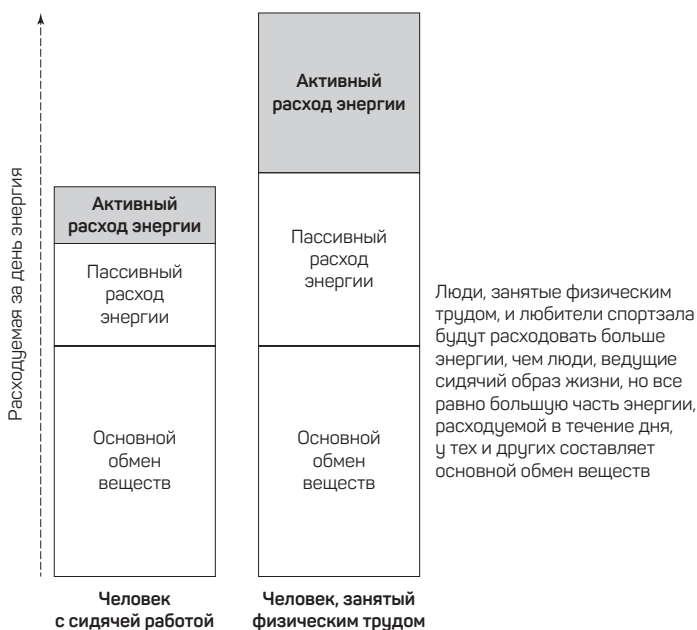 Расходуемая за день энергия
Активный
расход энергии
Пассивный
расход
энергии
Основной
обмен
веществ
Человек
с сидячей работой
Активный
расход энергии
Пассивный
расход
энергии
Основной
обмен
веществ
Человек, занятый
физическим трудом
Люди, занятые физическим
трудом, и любители спортзала
будут расходовать больше
энергии, чем люди, ведущие
сидячий образ жизни, но все
равно большую часть энергии,
расходуемой в течение дня,
у тех и других составляет
основной обмен веществ